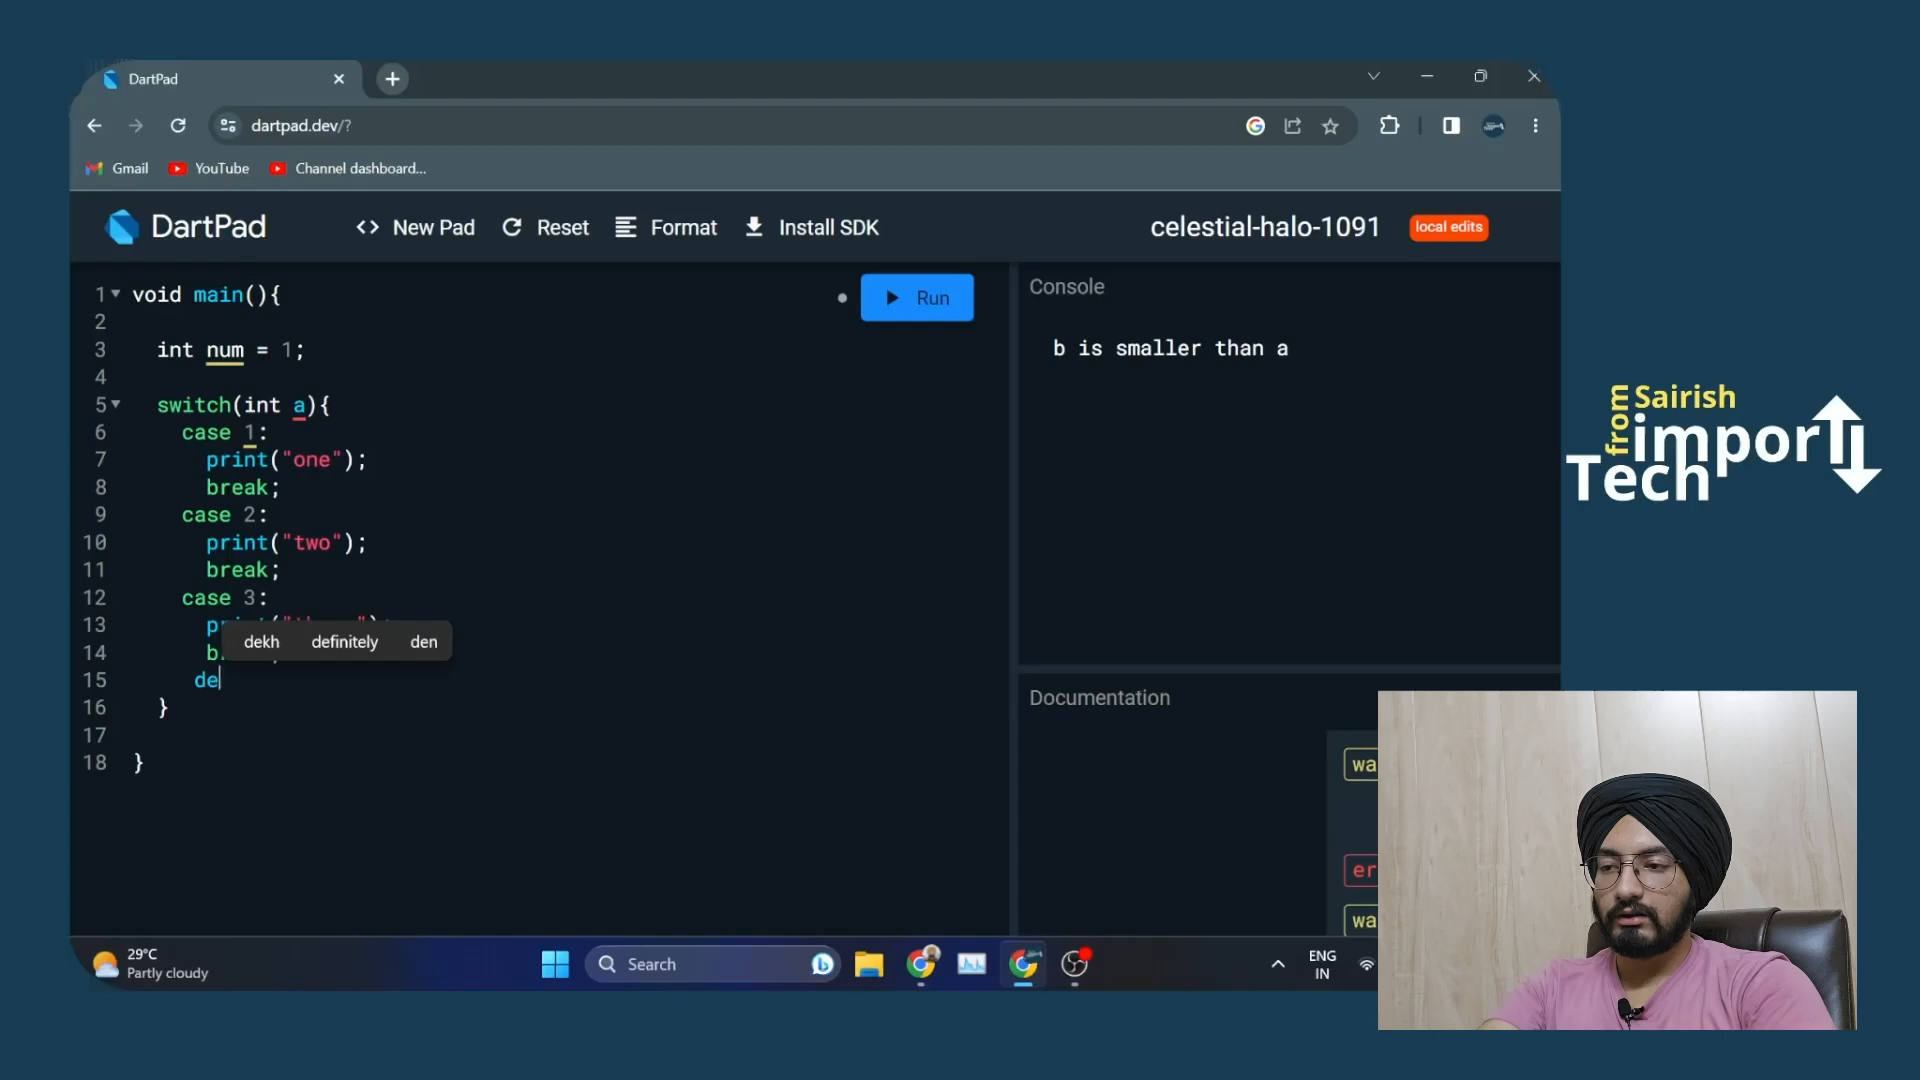 DartPad
dartpad.dev/?
Gmail YouTube Channel dashboard...
DartPad New Pad Reset Format Install SDK celestial-halo-1091 local edits
1 void main(){
2
3 int num = 1;
4
5 switch(int a){
6 case 1:
7 print("one");
8 break;
9 case 2:
10 print("two");
11 break;
12 case 3:
13
14
15 de
16 }
17
18 }
dekh definitely den
Run
Console
b is smaller than a
Documentation
wa
er
wa
from Sairish
import
Tech
29°C
Partly cloudy
Search
ENG
IN